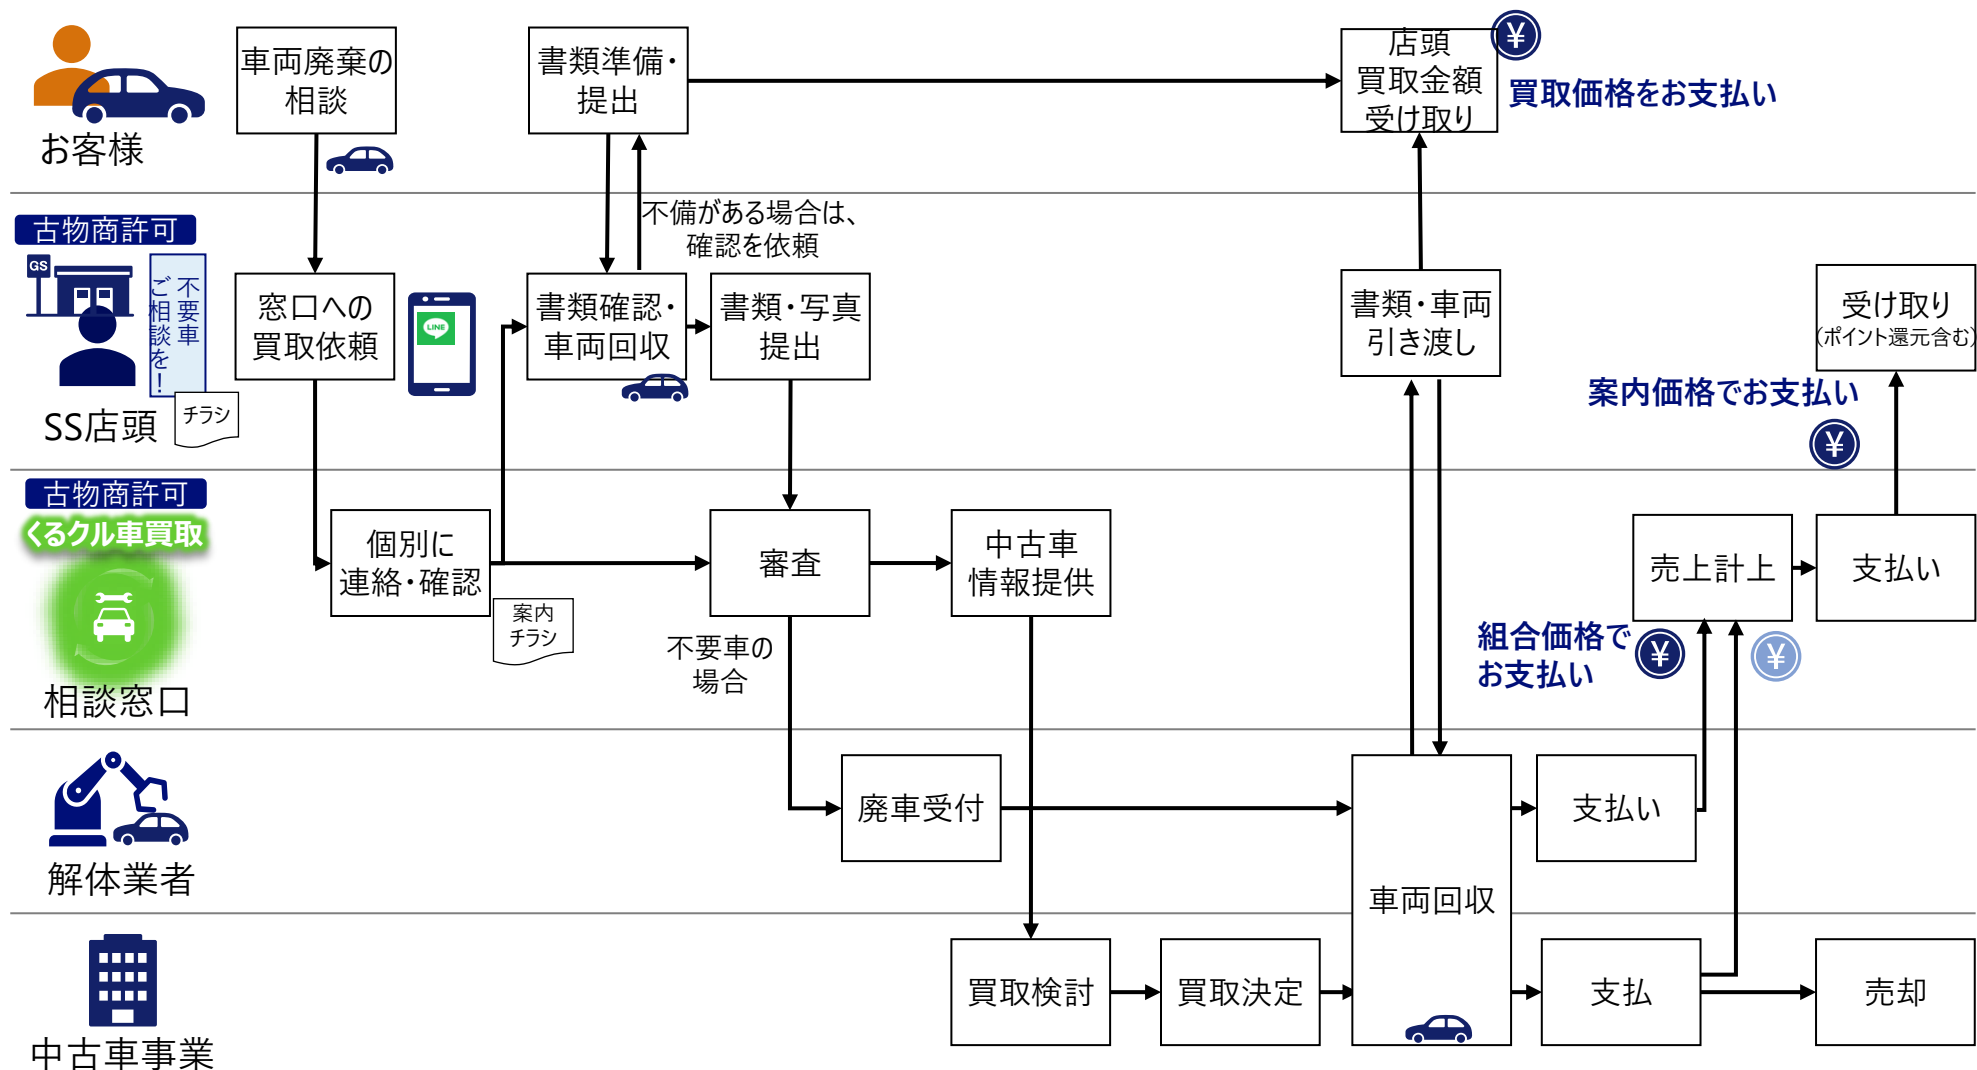 車両廃棄の
相談
書類準備・
提出
店頭
買取金額
受け取り
¥
買取価格をお支払い
お客様
古物商許可
GS
不要車
ご相談を！
チラシ
SS店頭
窓口への
買取依頼
LINE
不備がある場合は、
確認を依頼
書類確認・
車両回収
書類・写真
提出
書類・車両
引き渡し
受け取り
（ポイント還元含む）
案内価格でお支払い
¥
古物商許可
くるクル車買取
相談窓口
個別に
連絡・確認
案内
チラシ
審査
不要車の
場合
中古車
情報提供
売上計上
支払い
組合価格で
お支払い
¥
¥
解体業者
廃車受付
車両回収
支払い
中古車事業
買取検討
買取決定
支払
売却